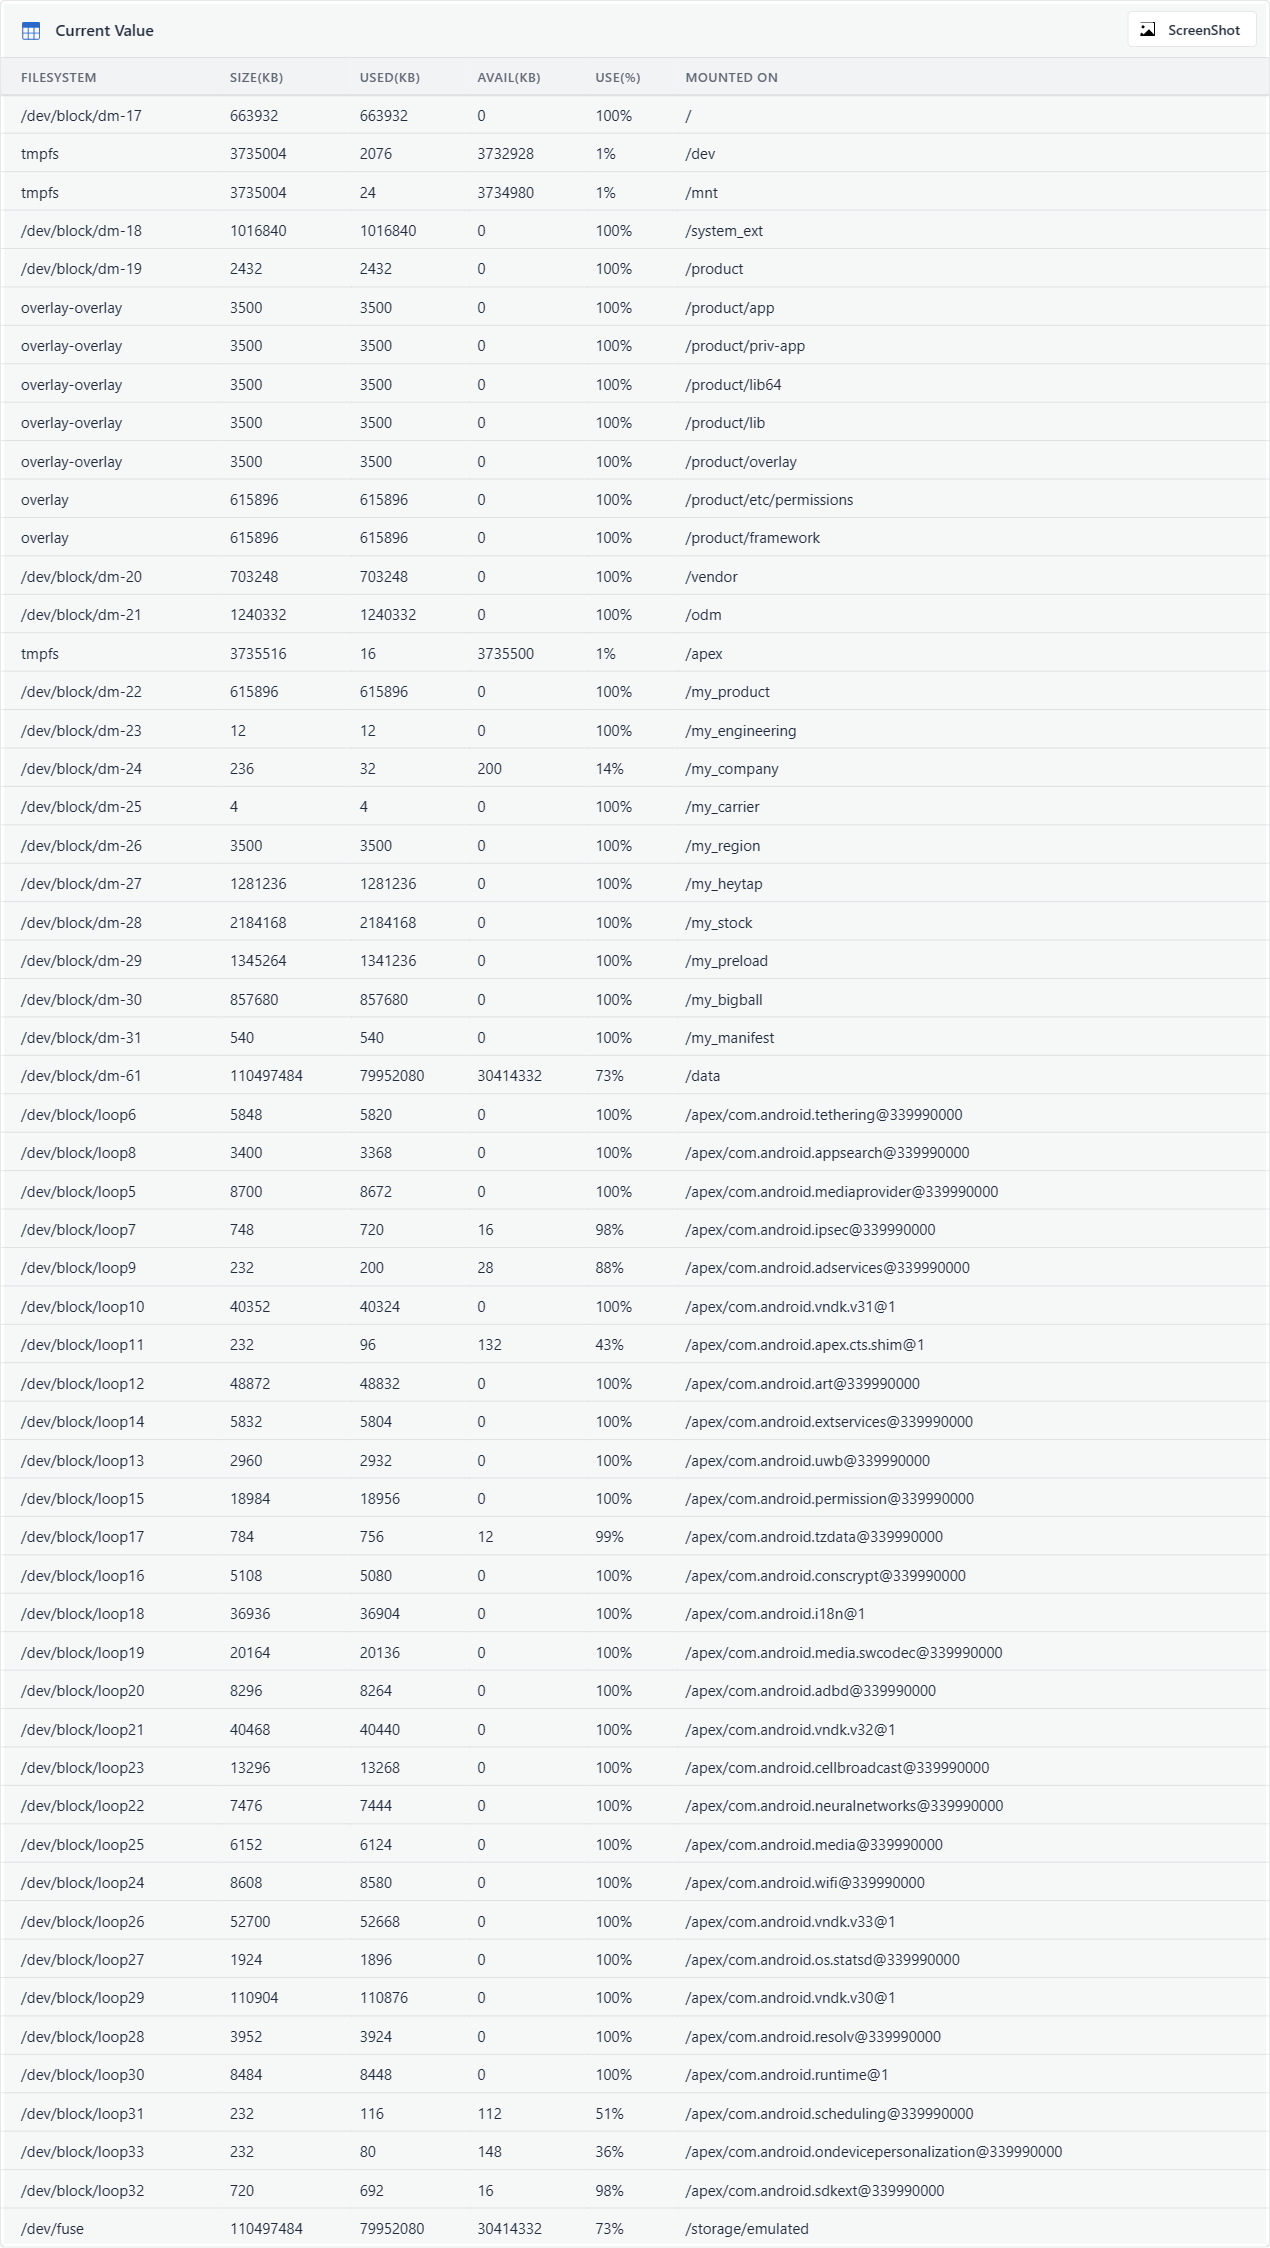 Current Value
ScreenShot
FILESYSTEM SIZE(KB) USED(KB) AVAIL(KB) USE(%) MOUNTED ON
/dev/block/dm-17 663932 663932 0 100% /
tmpfs 3735004 2076 3732928 1% /dev
tmpfs 3735004 24 3734980 1% /mnt
/dev/block/dm-18 1016840 1016840 0 100% /system_ext
/dev/block/dm-19 2432 2432 0 100% /product
overlay-overlay 3500 3500 0 100% /product/app
overlay-overlay 3500 3500 0 100% /product/priv-app
overlay-overlay 3500 3500 0 100% /product/lib64
overlay-overlay 3500 3500 0 100% /product/lib
overlay-overlay 3500 3500 0 100% /product/overlay
overlay 615896 615896 0 100% /product/etc/permissions
overlay 615896 615896 0 100% /product/framework
/dev/block/dm-20 703248 703248 0 100% /vendor
/dev/block/dm-21 1240332 1240332 0 100% /odm
tmpfs 3735516 16 3735500 1% /apex
/dev/block/dm-22 615896 615896 0 100% /my_product
/dev/block/dm-23 12 12 0 100% /my_engineering
/dev/block/dm-24 236 32 200 14% /my_company
/dev/block/dm-25 4 4 0 100% /my_carrier
/dev/block/dm-26 3500 3500 0 100% /my_region
/dev/block/dm-27 1281236 1281236 0 100% /my_heytap
/dev/block/dm-28 2184168 2184168 0 100% /my_stock
/dev/block/dm-29 1345264 1341236 0 100% /my_preload
/dev/block/dm-30 857680 857680 0 100% /my_bigball
/dev/block/dm-31 540 540 0 100% /my_manifest
/dev/block/dm-61 110497484 79952080 30414332 73% /data
/dev/block/loop6 5848 5820 0 100% /apex/com.android.tethering@339990000
/dev/block/loop8 3400 3368 0 100% /apex/com.android.appsearch@339990000
/dev/block/loop5 8700 8672 0 100% /apex/com.android.mediaprovider@339990000
/dev/block/loop7 748 720 16 98% /apex/com.android.ipsec@339990000
/dev/block/loop9 232 200 28 88% /apex/com.android.adservices@339990000
/dev/block/loop10 40352 40324 0 100% /apex/com.android.vndk.v31@1
/dev/block/loop11 232 96 132 43% /apex/com.android.apex.cts.shim@1
/dev/block/loop12 48872 48832 0 100% /apex/com.android.art@339990000
/dev/block/loop14 5832 5804 0 100% /apex/com.android.extservices@339990000
/dev/block/loop13 2960 2932 0 100% /apex/com.android.uwb@339990000
/dev/block/loop15 18984 18956 0 100% /apex/com.android.permission@339990000
/dev/block/loop17 784 756 12 99% /apex/com.android.tzdata@339990000
/dev/block/loop16 5108 5080 0 100% /apex/com.android.conscrypt@339990000
/dev/block/loop18 36936 36904 0 100% /apex/com.android.i18n@1
/dev/block/loop19 20164 20136 0 100% /apex/com.android.media.swcodec@339990000
/dev/block/loop20 8296 8264 0 100% /apex/com.android.adbd@339990000
/dev/block/loop21 40468 40440 0 100% /apex/com.android.vndk.v32@1
/dev/block/loop23 13296 13268 0 100% /apex/com.android.cellbroadcast@339990000
/dev/block/loop22 7476 7444 0 100% /apex/com.android.neuralnetworks@339990000
/dev/block/loop25 6152 6124 0 100% /apex/com.android.media@339990000
/dev/block/loop24 8608 8580 0 100% /apex/com.android.wifi@339990000
/dev/block/loop26 52700 52668 0 100% /apex/com.android.vndk.v33@1
/dev/block/loop27 1924 1896 0 100% /apex/com.android.os.statsd@339990000
/dev/block/loop29 110904 110876 0 100% /apex/com.android.vndk.v30@1
/dev/block/loop28 3952 3924 0 100% /apex/com.android.resolv@339990000
/dev/block/loop30 8484 8448 0 100% /apex/com.android.runtime@1
/dev/block/loop31 232 116 112 51% /apex/com.android.scheduling@339990000
/dev/block/loop33 232 80 148 36% /apex/com.android.ondevicepersonalization@339990000
/dev/block/loop32 720 692 16 98% /apex/com.android.sdkext@339990000
/dev/fuse 110497484 79952080 30414332 73% /storage/emulated